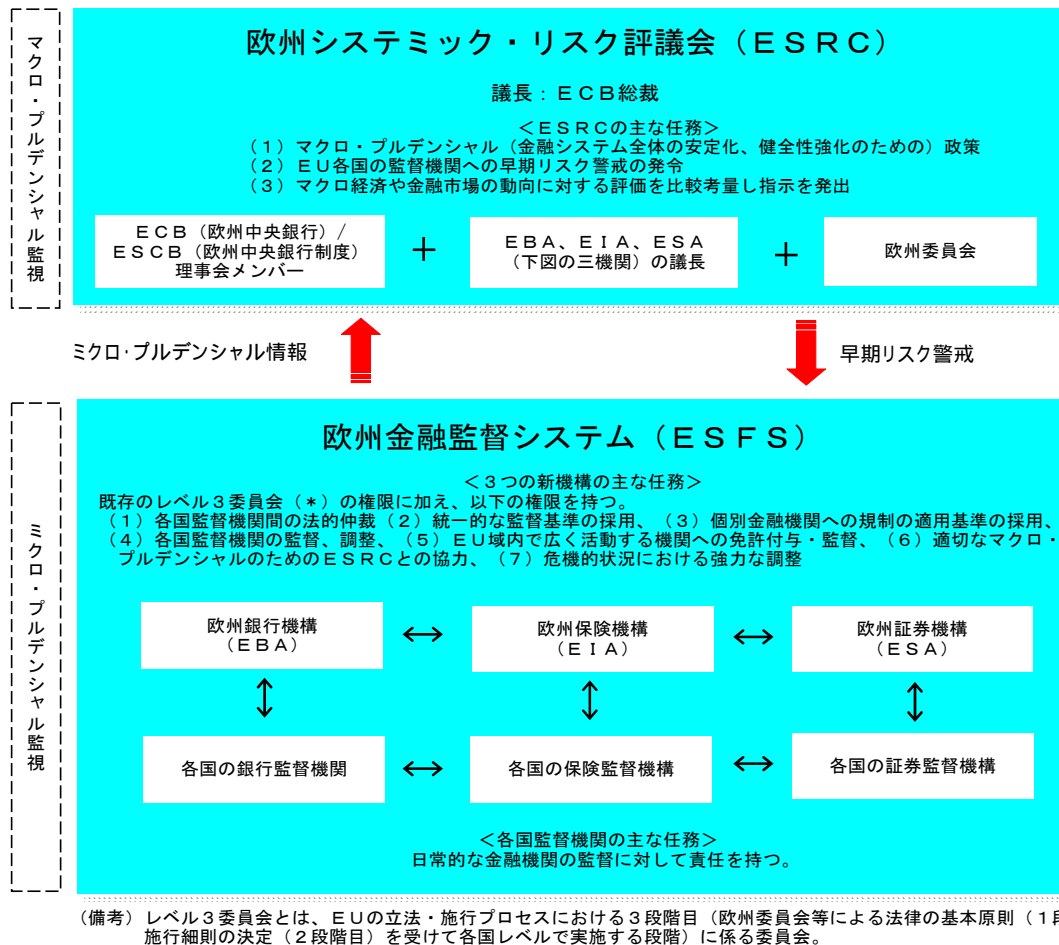 マクロ・プルデンシャル監視
欧州システミック・リスク評議会（ＥＳＲＣ）
議長：ＥＣＢ総裁
＜ＥＳＲＣの主な任務＞
（１）マクロ・プルデンシャル（金融システム全体の安定化、健全性強化のための）政策
（２）ＥＵ各国の監督機関への早期リスク警戒の発令
（３）マクロ経済や金融市場の動向に対する評価を比較考量し指示を発出
ＥＣＢ（欧州中央銀行）／
ＥＳＣＢ（欧州中央銀行制度）
理事会メンバー
＋
ＥＢＡ、ＥＩＡ、ＥＳＡ
（下図の三機関）の議長
＋
欧州委員会
ミクロ・プルデンシャル情報
早期リスク警戒
ミクロ・プルデンシャル監視
欧州金融監督システム（ＥＳＦＳ）
＜３つの新機構の主な任務＞
既存のレベル３委員会（＊）の権限に加え、以下の権限を持つ。
（１）各国監督機関間の法的仲裁（２）統一的な監督基準の採用、（３）個別金融機関への規制の適用基準の採用、
（４）各国監督機関の監督、調整、（５）ＥＵ域内で広く活動する機関への免許付与・監督、（６）適切なマクロ・
プルデンシャルのためのＥＳＲＣとの協力、（７）危機的状況における強力な調整
欧州銀行機構
（ＥＢＡ）
欧州保険機構
（ＥＩＡ）
欧州証券機構
（ＥＳＡ）
各国の銀行監督機関
各国の保険監督機構
各国の証券監督機構
＜各国監督機関の主な任務＞
日常的な金融機関の監督に対して責任を持つ。
（備考）レベル３委員会とは、ＥＵの立法・施行プロセスにおける３段階目（欧州委員会等による法律の基本原則（１段
施行細則の決定（２段階目）を受けて各国レベルで実施する段階）に係る委員会。